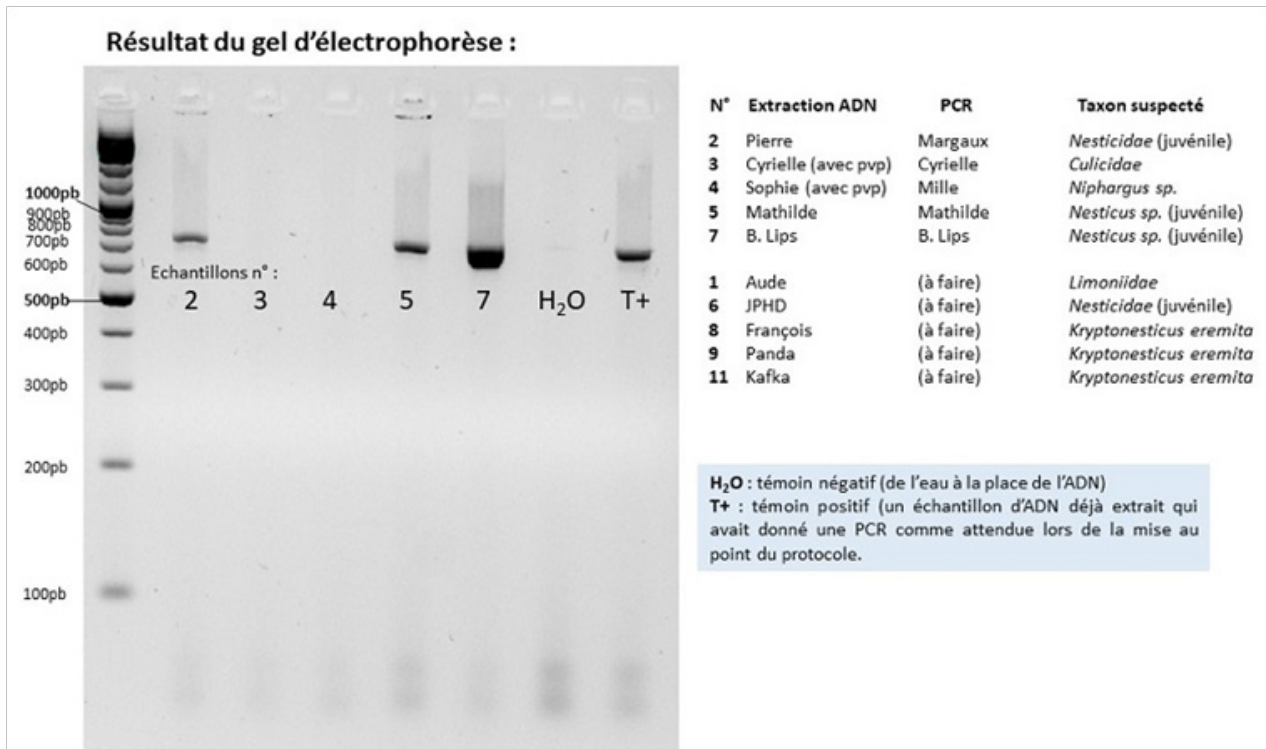 Résultat du gel d’électrophorèse :
1000pb
900pb
800pb
700pb
600pb
500pb
400pb
300pb
200pb
100pb
Echantillons n° :
2 3 4 5 7 H₂O T+
N° Extraction ADN PCR Taxon suspecté
2 Pierre Margaux Nesticidae (juvénile)
3 Cyrielle (avec pvp) Cyrielle Culicidae
4 Sophie (avec pvp) Mille Niphargus sp.
5 Mathilde Mathilde Nesticus sp. (juvénile)
7 B. Lips B. Lips Nesticus sp. (juvénile)
1 Aude (à faire) Limoniidae
6 JPHD (à faire) Nesticidae (juvénile)
8 François (à faire) Kryptonesticus eremita
9 Panda (à faire) Kryptonesticus eremita
11 Kafka (à faire) Kryptonesticus eremita
H₂O : témoin négatif (de l’eau à la place de l’ADN)
T+ : témoin positif (un échantillon d’ADN déjà extrait qui
avait donné une PCR comme attendue lors de la mise au
point du protocole.